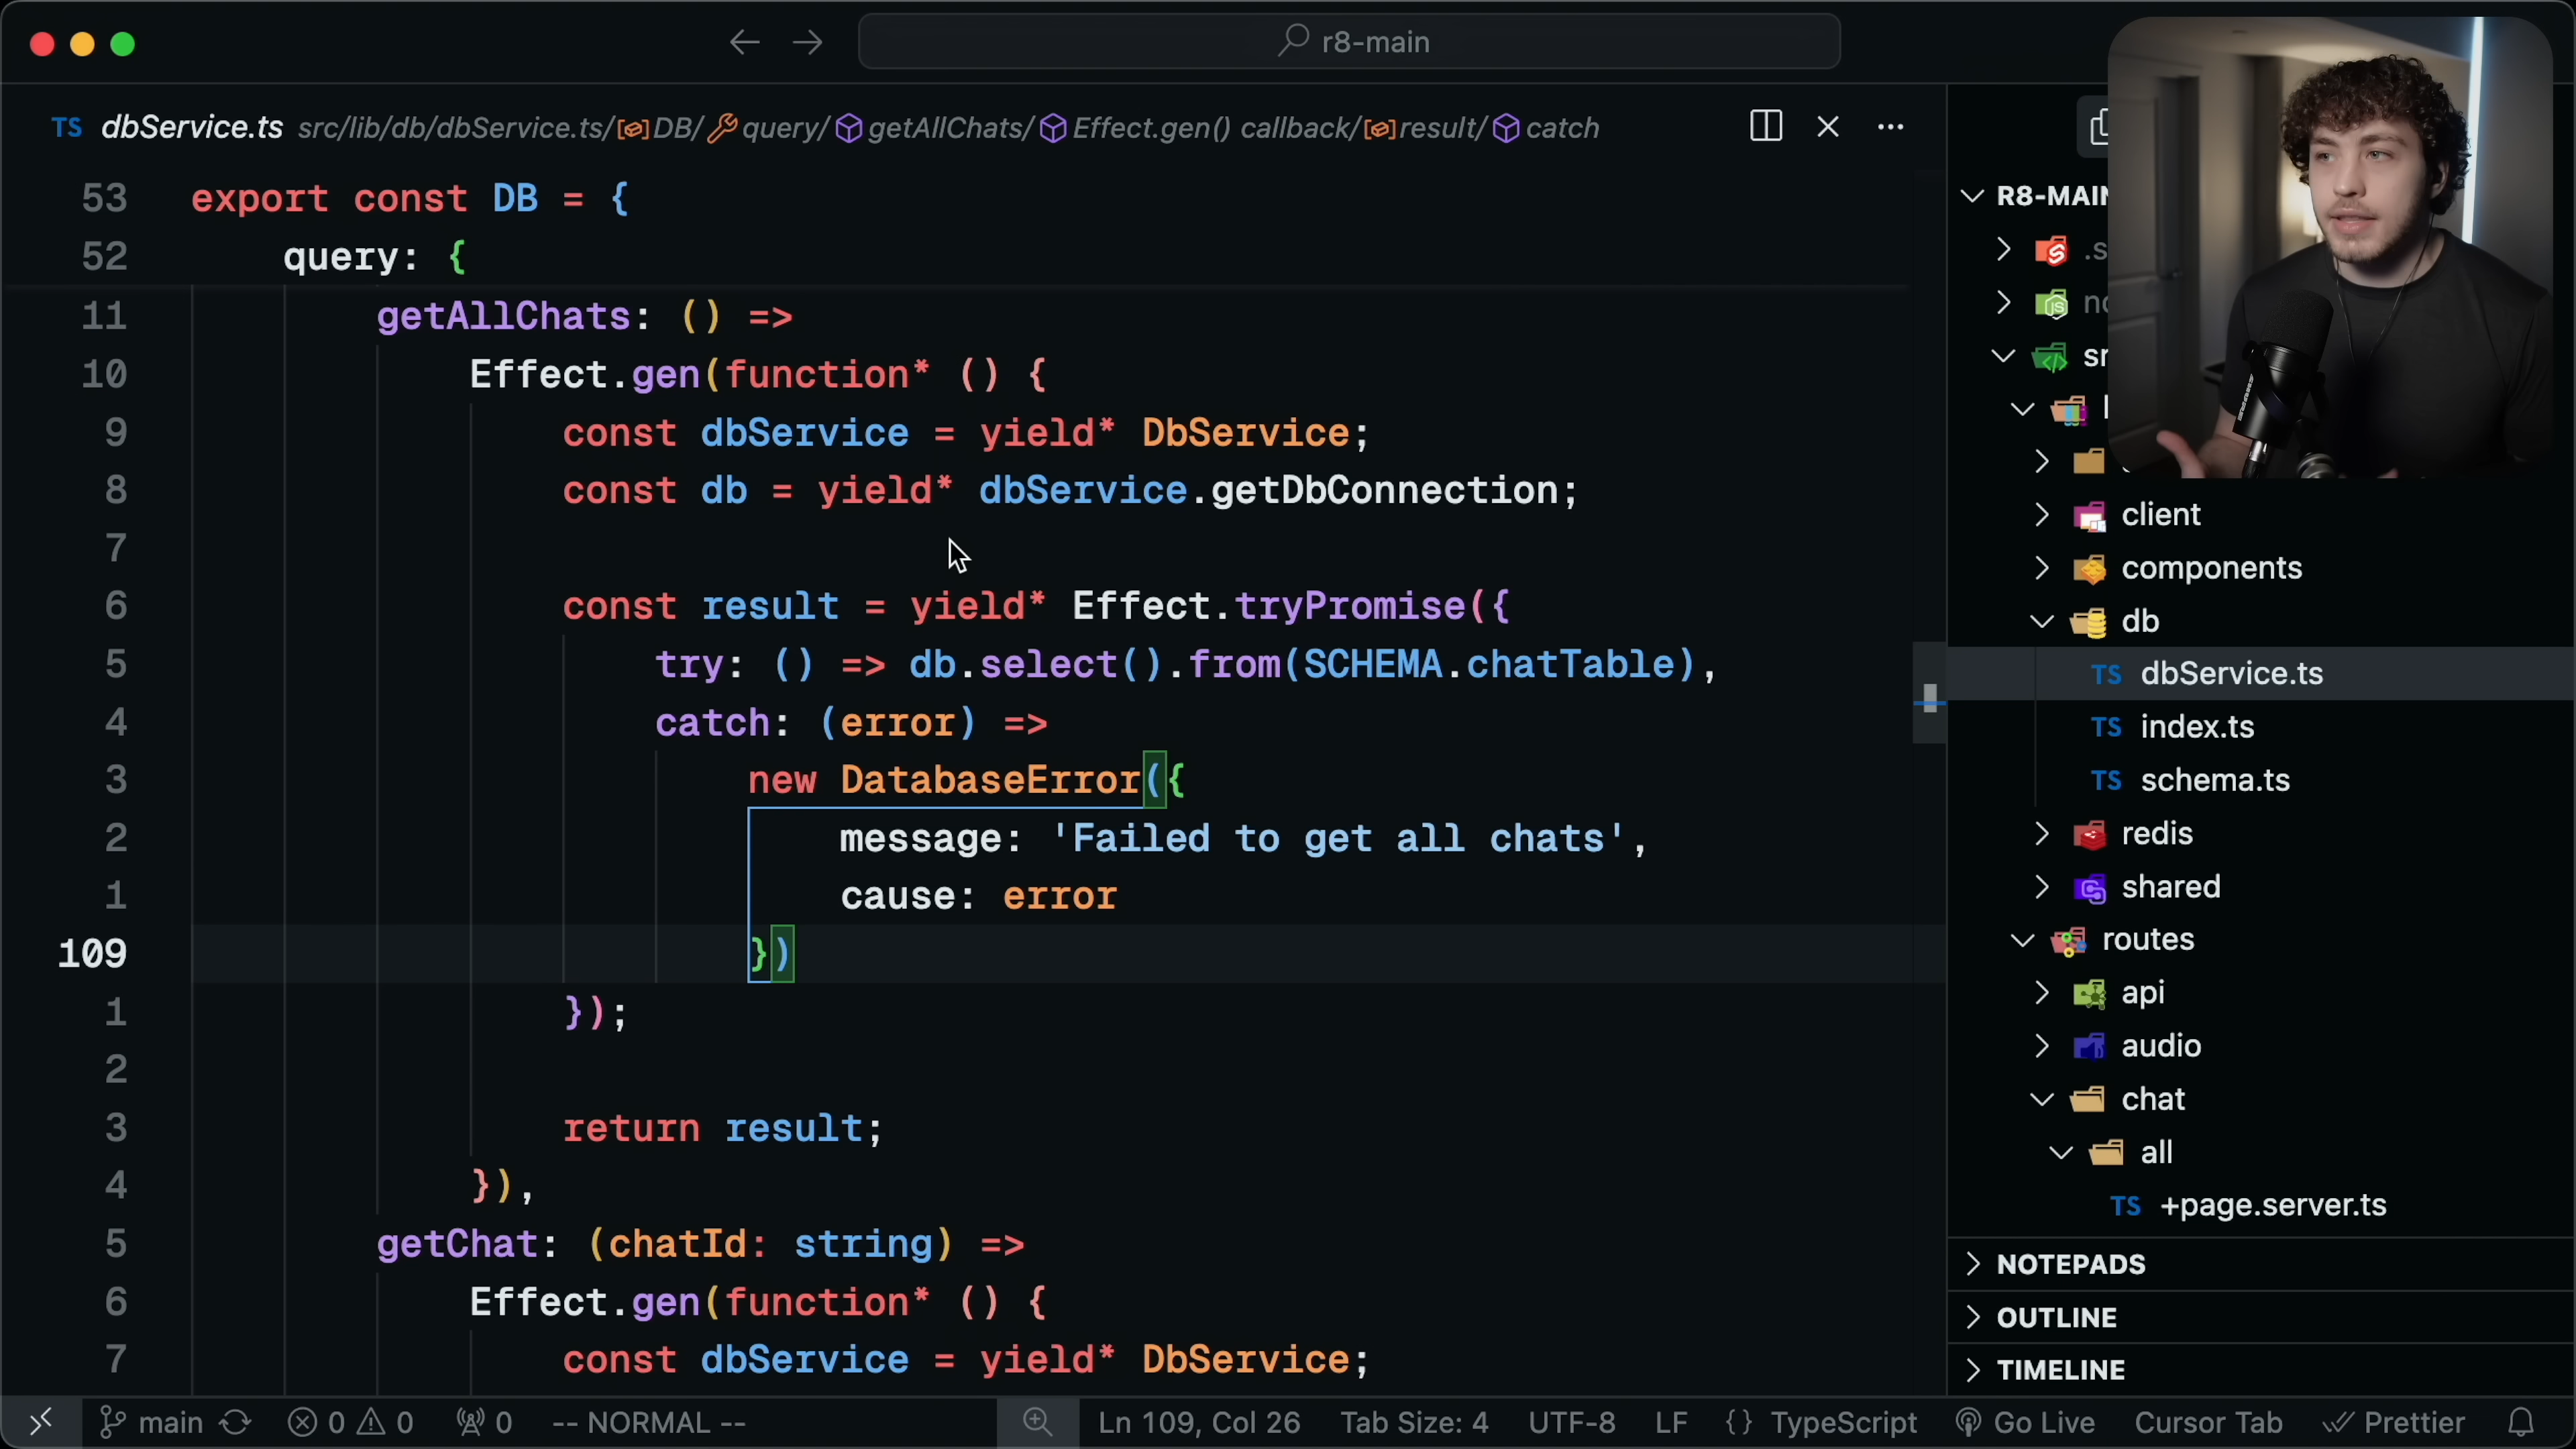 r8-main
TS dbService.ts src/lib/db/dbService.ts/DB/query/getAllChats/Effect.gen() callback/result/catch
53 export const DB = {
52 query: {
11 getAllChats: () =>
10 Effect.gen(function* () {
9 const dbService = yield* DbService;
8 const db = yield* dbService.getDbConnection;
7
6 const result = yield* Effect.tryPromise({
5 try: () => db.select().from(SCHEMA.chatTable),
4 catch: (error) =>
3 new DatabaseError({
2 message: 'Failed to get all chats',
1 cause: error
109 })
1 });
2
3 return result;
4 }),
5 getChat: (chatId: string) =>
6 Effect.gen(function* () {
7 const dbService = yield* DbService;
R8-MAIN
.s
no
sr
client
components
db
TS dbService.ts
TS index.ts
TS schema.ts
redis
shared
routes
api
audio
chat
all
TS +page.server.ts
NOTEPADS
OUTLINE
TIMELINE
main 0 0 0 -- NORMAL -- Ln 109, Col 26 Tab Size: 4 UTF-8 LF {} TypeScript Go Live Cursor Tab Prettier